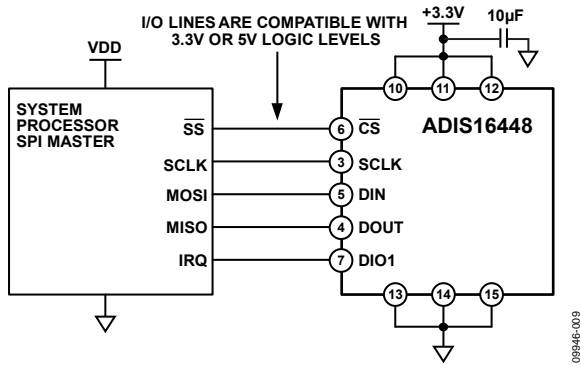 I/O LINES ARE COMPATIBLE WITH
3.3V OR 5V LOGIC LEVELS
+3.3V
10µF
VDD
10
11
12
SYSTEM
PROCESSOR
SPI MASTER
ADIS16448
SS
6
CS
SCLK
3
SCLK
MOSI
5
DIN
MISO
4
DOUT
IRQ
7
DIO1
13
14
15
09946-009